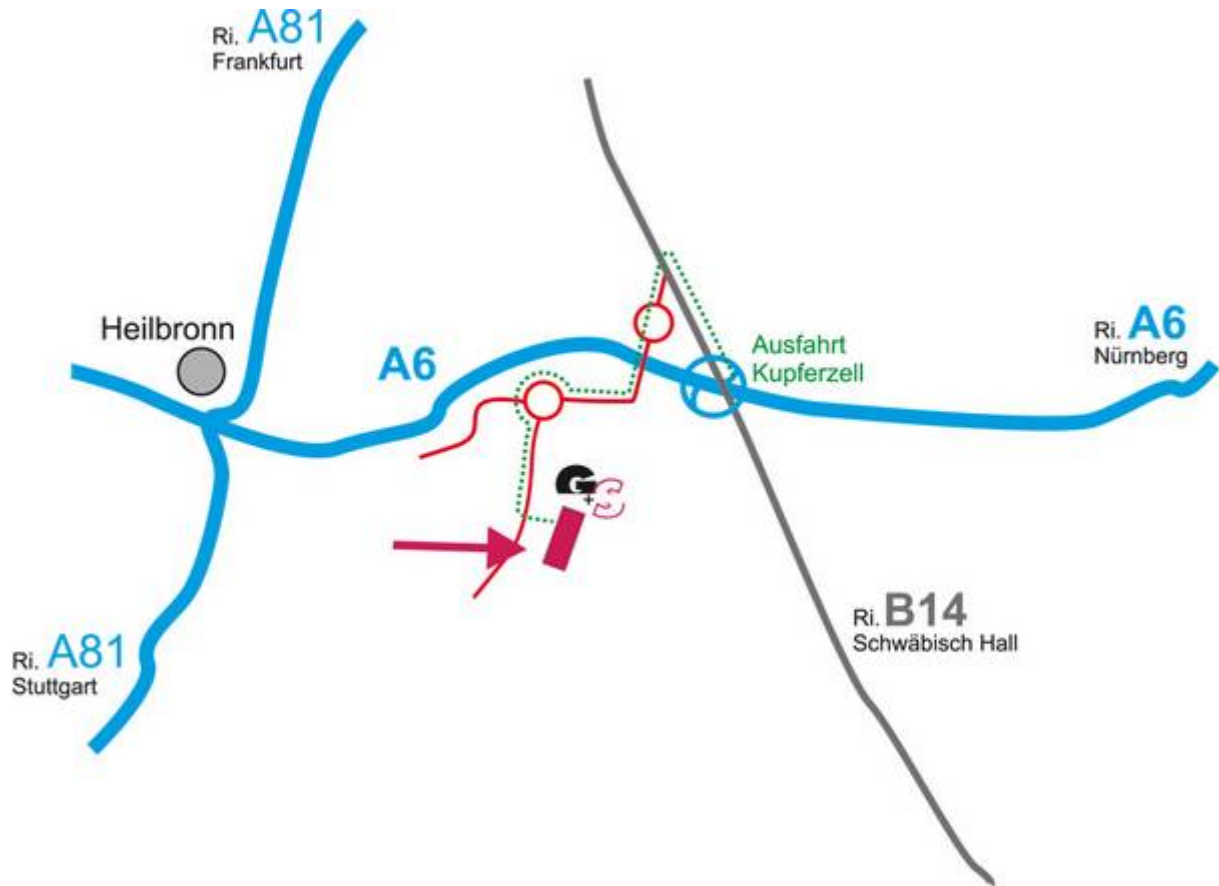 Ri. A81
Frankfurt
Heilbronn
A6
Ausfahrt
Kupferzell
Ri. A6
Nürnberg
G+S
Ri. B14
Schwäbisch Hall
Ri. A81
Stuttgart